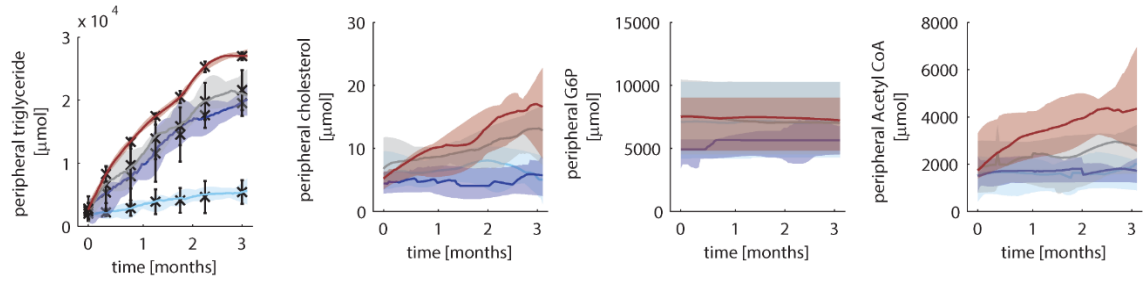 x 10⁴
peripheral triglyceride
[μmol]
3
2
1
0
0 1 2 3
time [months]
peripheral cholesterol
[μmol]
30
20
10
0
0 1 2 3
time [months]
peripheral G6P
[μmol]
15000
10000
5000
0
0 1 2 3
time [months]
peripheral Acetyl CoA
[μmol]
8000
6000
4000
2000
0
0 1 2 3
time [months]